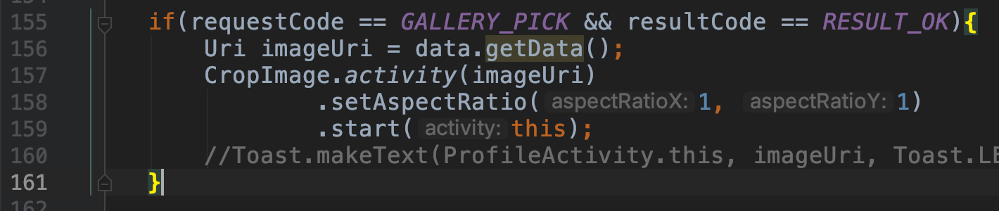 155 if(requestCode == GALLERY_PICK && resultCode == RESULT_OK){
156 Uri imageUri = data.getData();
157 CropImage.activity(imageUri)
158 .setAspectRatio( aspectRatioX: 1, aspectRatioY: 1)
159 .start( activity: this);
160 //Toast.makeText(ProfileActivity.this, imageUri, Toast.LE
161 }
162